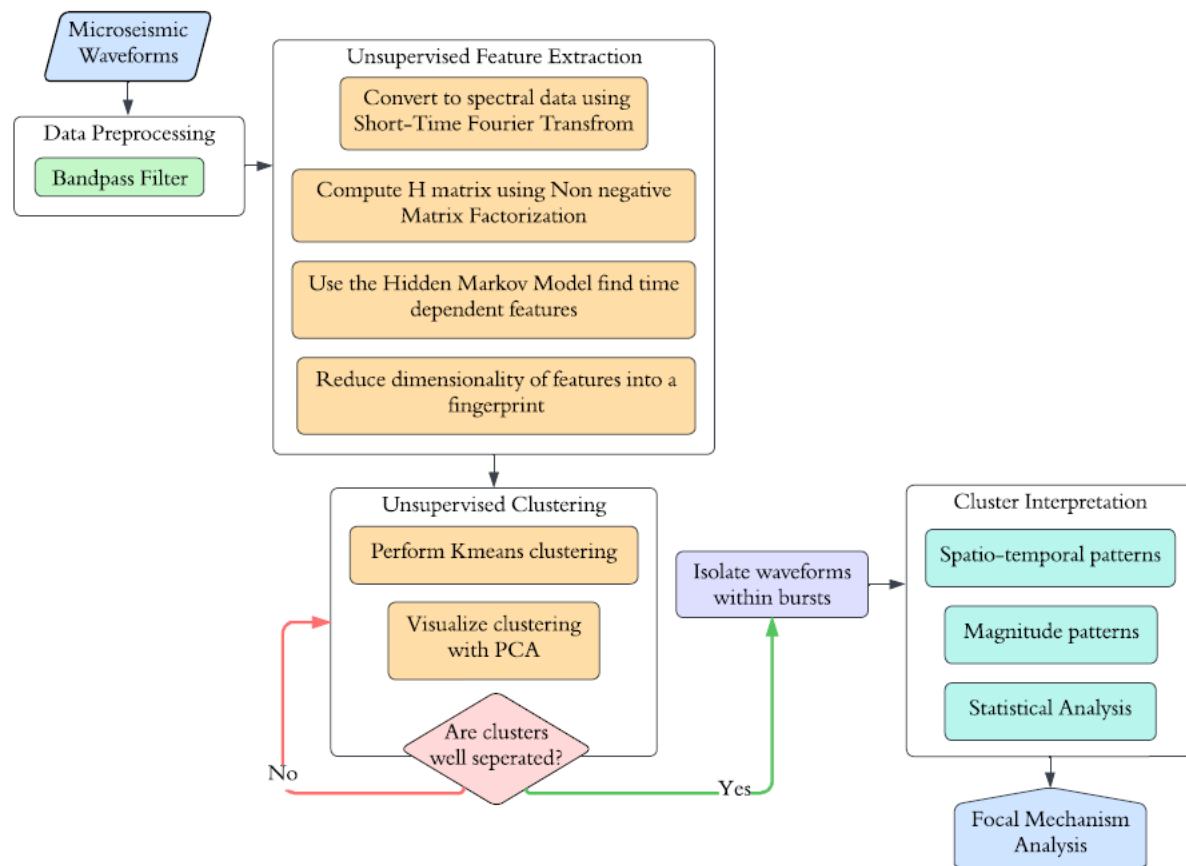 Microseismic
Waveforms
Data Preprocessing
Bandpass Filter
Unsupervised Feature Extraction
Convert to spectral data using
Short-Time Fourier Transfrom
Compute H matrix using Non negative
Matrix Factorization
Use the Hidden Markov Model find time
dependent features
Reduce dimensionality of features into a
fingerprint
Unsupervised Clustering
Perform Kmeans clustering
Visualize clustering
with PCA
Are clusters
well seperated?
No
Yes
Isolate waveforms
within bursts
Cluster Interpretation
Spatio-temporal patterns
Magnitude patterns
Statistical Analysis
Focal Mechanism
Analysis